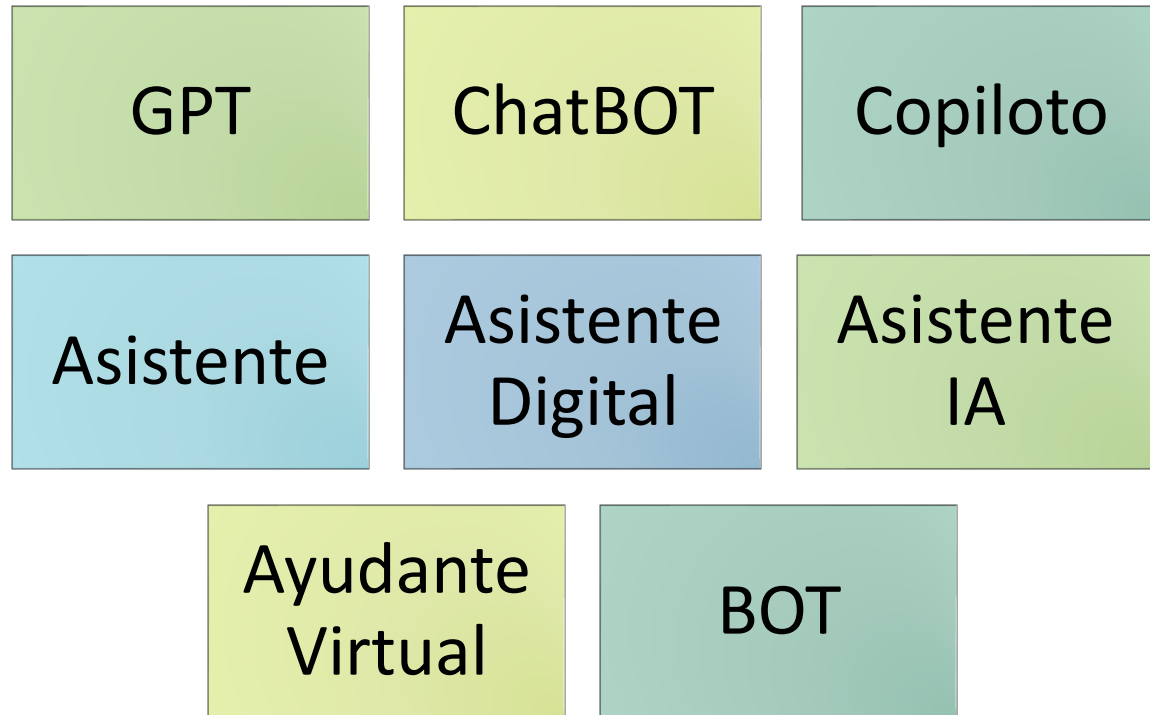 GPT
ChatBOT
Copiloto
Asistente
Asistente
Digital
Asistente
IA
Ayudante
Virtual
BOT